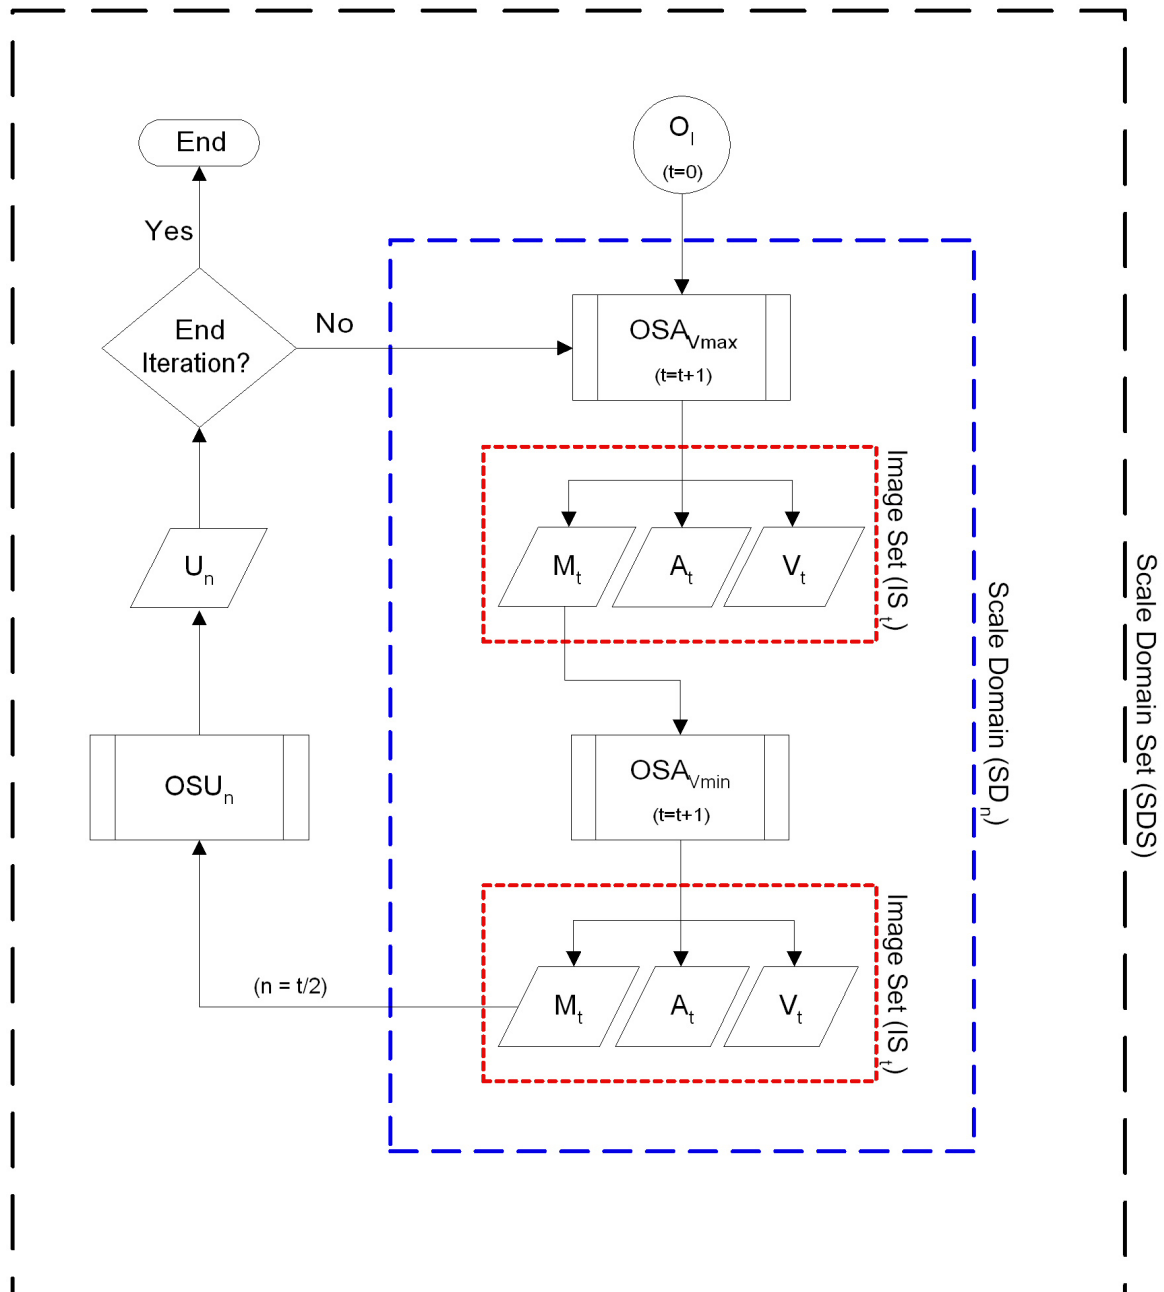 End
O_I
(t=0)
Yes
End
Iteration?
No
OSA_Vmax
(t=t+1)
Image Set (IS_t)
M_t
A_t
V_t
U_n
Scale Domain (SD_n)
Scale Domain Set (SDS)
OSU_n
OSA_Vmin
(t=t+1)
Image Set (IS_t)
(n = t/2)
M_t
A_t
V_t